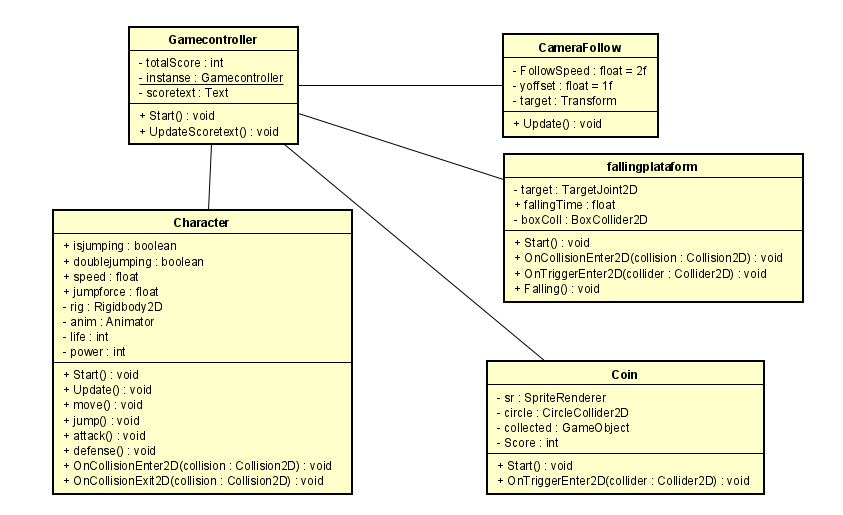 Gamecontroller
- totalScore : int
- instanse : Gamecontroller
- scoretext : Text
+ Start() : void
+ UpdateScoretext() : void
CameraFollow
- FollowSpeed : float = 2f
- yoffset : float = 1f
- target : Transform
+ Update() : void
fallingplataform
- target : TargetJoint2D
+ fallingTime : float
- boxColl : BoxCollider2D
+ Start() : void
+ OnCollisionEnter2D(collision : Collision2D) : void
+ OnTriggerEnter2D(collider : Collider2D) : void
+ Falling() : void
Character
+ isjumping : boolean
+ doublejumping : boolean
+ speed : float
+ jumpforce : float
- rig : Rigidbody2D
- anim : Animator
- life : int
- power : int
+ Start() : void
+ Update() : void
+ move() : void
+ jump() : void
+ attack() : void
+ defense() : void
+ OnCollisionEnter2D(collision : Collision2D) : void
+ OnCollisionExit2D(collision : Collision2D) : void
Coin
- sr : SpriteRenderer
- circle : CircleCollider2D
- collected : GameObject
- Score : int
+ Start() : void
+ OnTriggerEnter2D(collider : Collider2D) : void